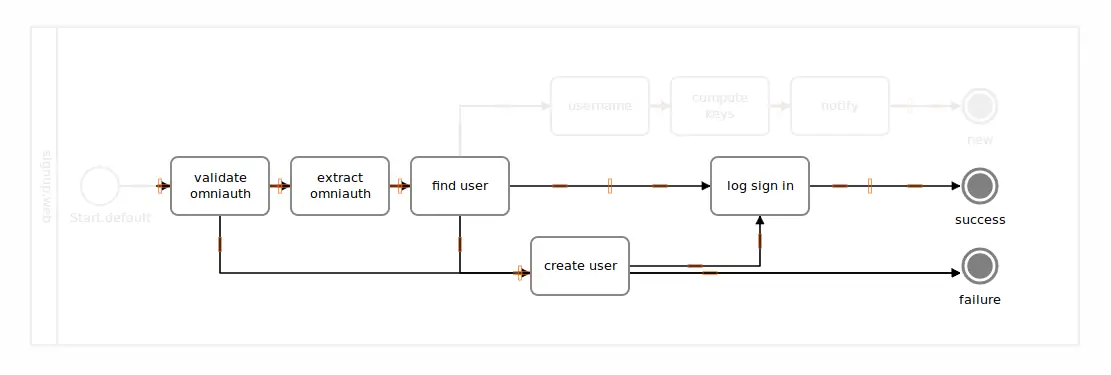 username
compute
keys
notify
new
signup.web
Start.default
validate
omniauth
extract
omniauth
find user
log sign in
success
create user
failure